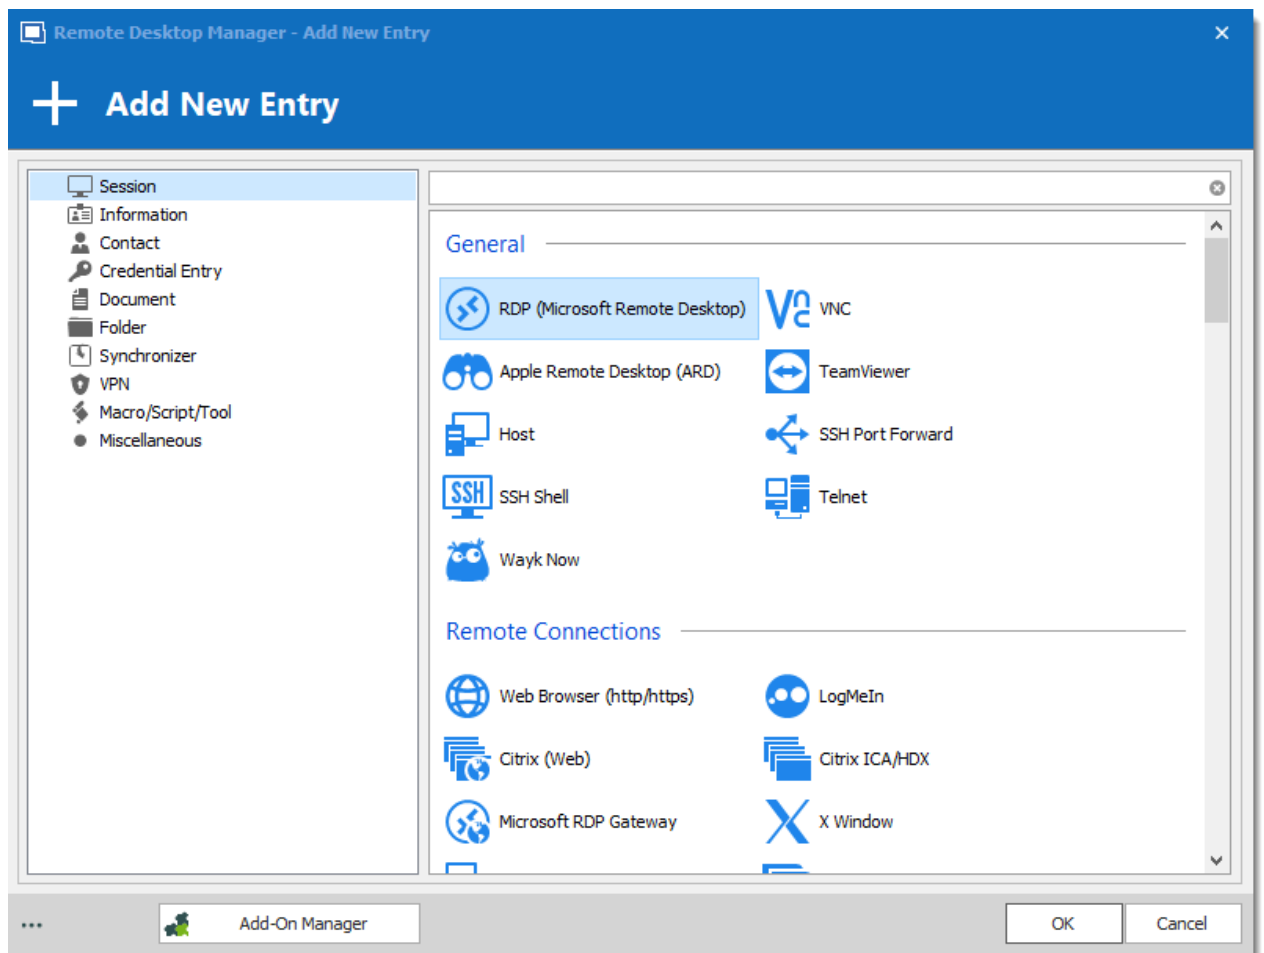 Remote Desktop Manager - Add New Entry
Add New Entry
Session
Information
Contact
Credential Entry
Document
Folder
Synchronizer
VPN
Macro/Script/Tool
Miscellaneous
General
RDP (Microsoft Remote Desktop)
VNC
Apple Remote Desktop (ARD)
TeamViewer
Host
SSH Port Forward
SSH
SSH Shell
Telnet
Wayk Now
Remote Connections
Web Browser (http/https)
LogMeIn
Citrix (Web)
Citrix ICA/HDX
Microsoft RDP Gateway
X Window
...
Add-On Manager
OK
Cancel